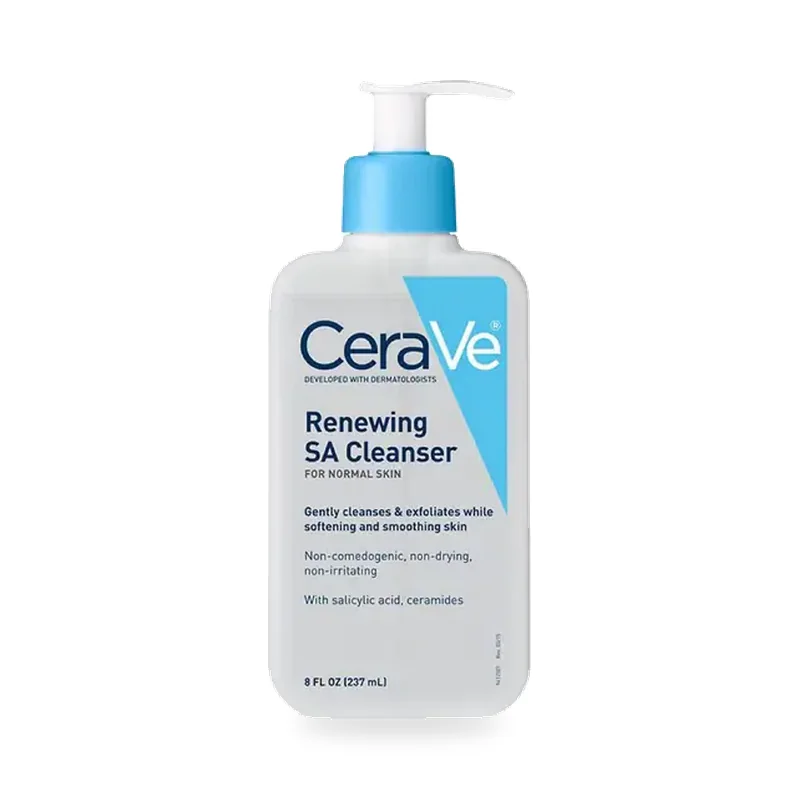 CeraVe®
DEVELOPED WITH DERMATOLOGISTS
Renewing
SA Cleanser
FOR NORMAL SKIN
Gently cleanses & exfoliates while
softening and smoothing skin
Non-comedogenic, non-drying,
non-irritating
With salicylic acid, ceramides
8 FL OZ (237 mL)